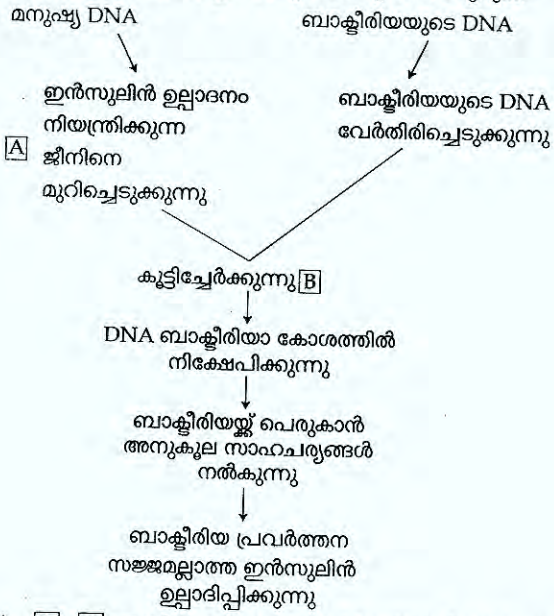 മനുഷ്യ DNA
ബാക്ടീരിയയുടെ DNA
ഇൻസുലിൻ ഉല്പാദനം
നിയന്ത്രിക്കുന്ന
A ജീനിനെ
മുറിച്ചെടുക്കുന്നു
ബാക്ടീരിയയുടെ DNA
വേർതിരിച്ചെടുക്കുന്നു
കൂട്ടിച്ചേർക്കുന്നു B
DNA ബാക്ടീരിയാ കോശത്തിൽ
നിക്ഷേപിക്കുന്നു
ബാക്ടീരിയയ്ക്ക് പെരുകാൻ
അനുകൂല സാഹചര്യങ്ങൾ
നൽകുന്നു
ബാക്ടീരിയ പ്രവർത്തന
സജ്ജമല്ലാത്ത ഇൻസുലിൻ
ഉല്പാദിപ്പിക്കുന്നു